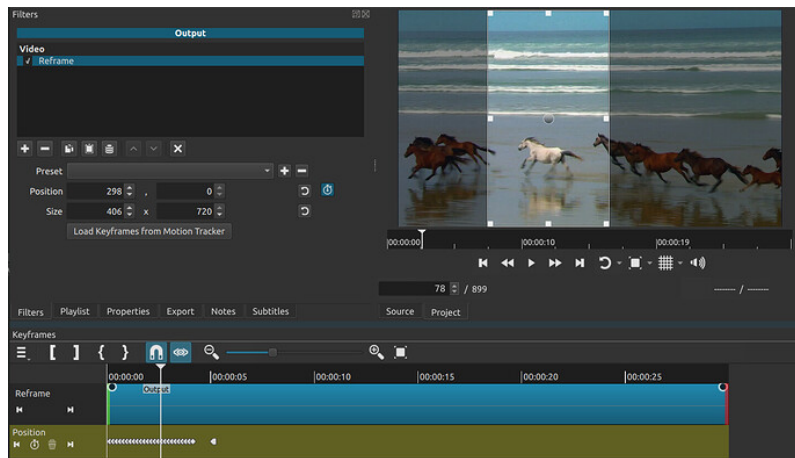 Filters
Output
Video
Reframe
Preset
Position 298 , 0
Size 406 x 720
Load Keyframes from Motion Tracker
00:00:00 00:00:10 00:00:19
78 / 899 --------- / ---------
Filters Playlist Properties Export Notes Subtitles
Source Project
Keyframes
00:00:00 00:00:05 00:00:10 00:00:15 00:00:20 00:00:25
Output
Reframe
Position